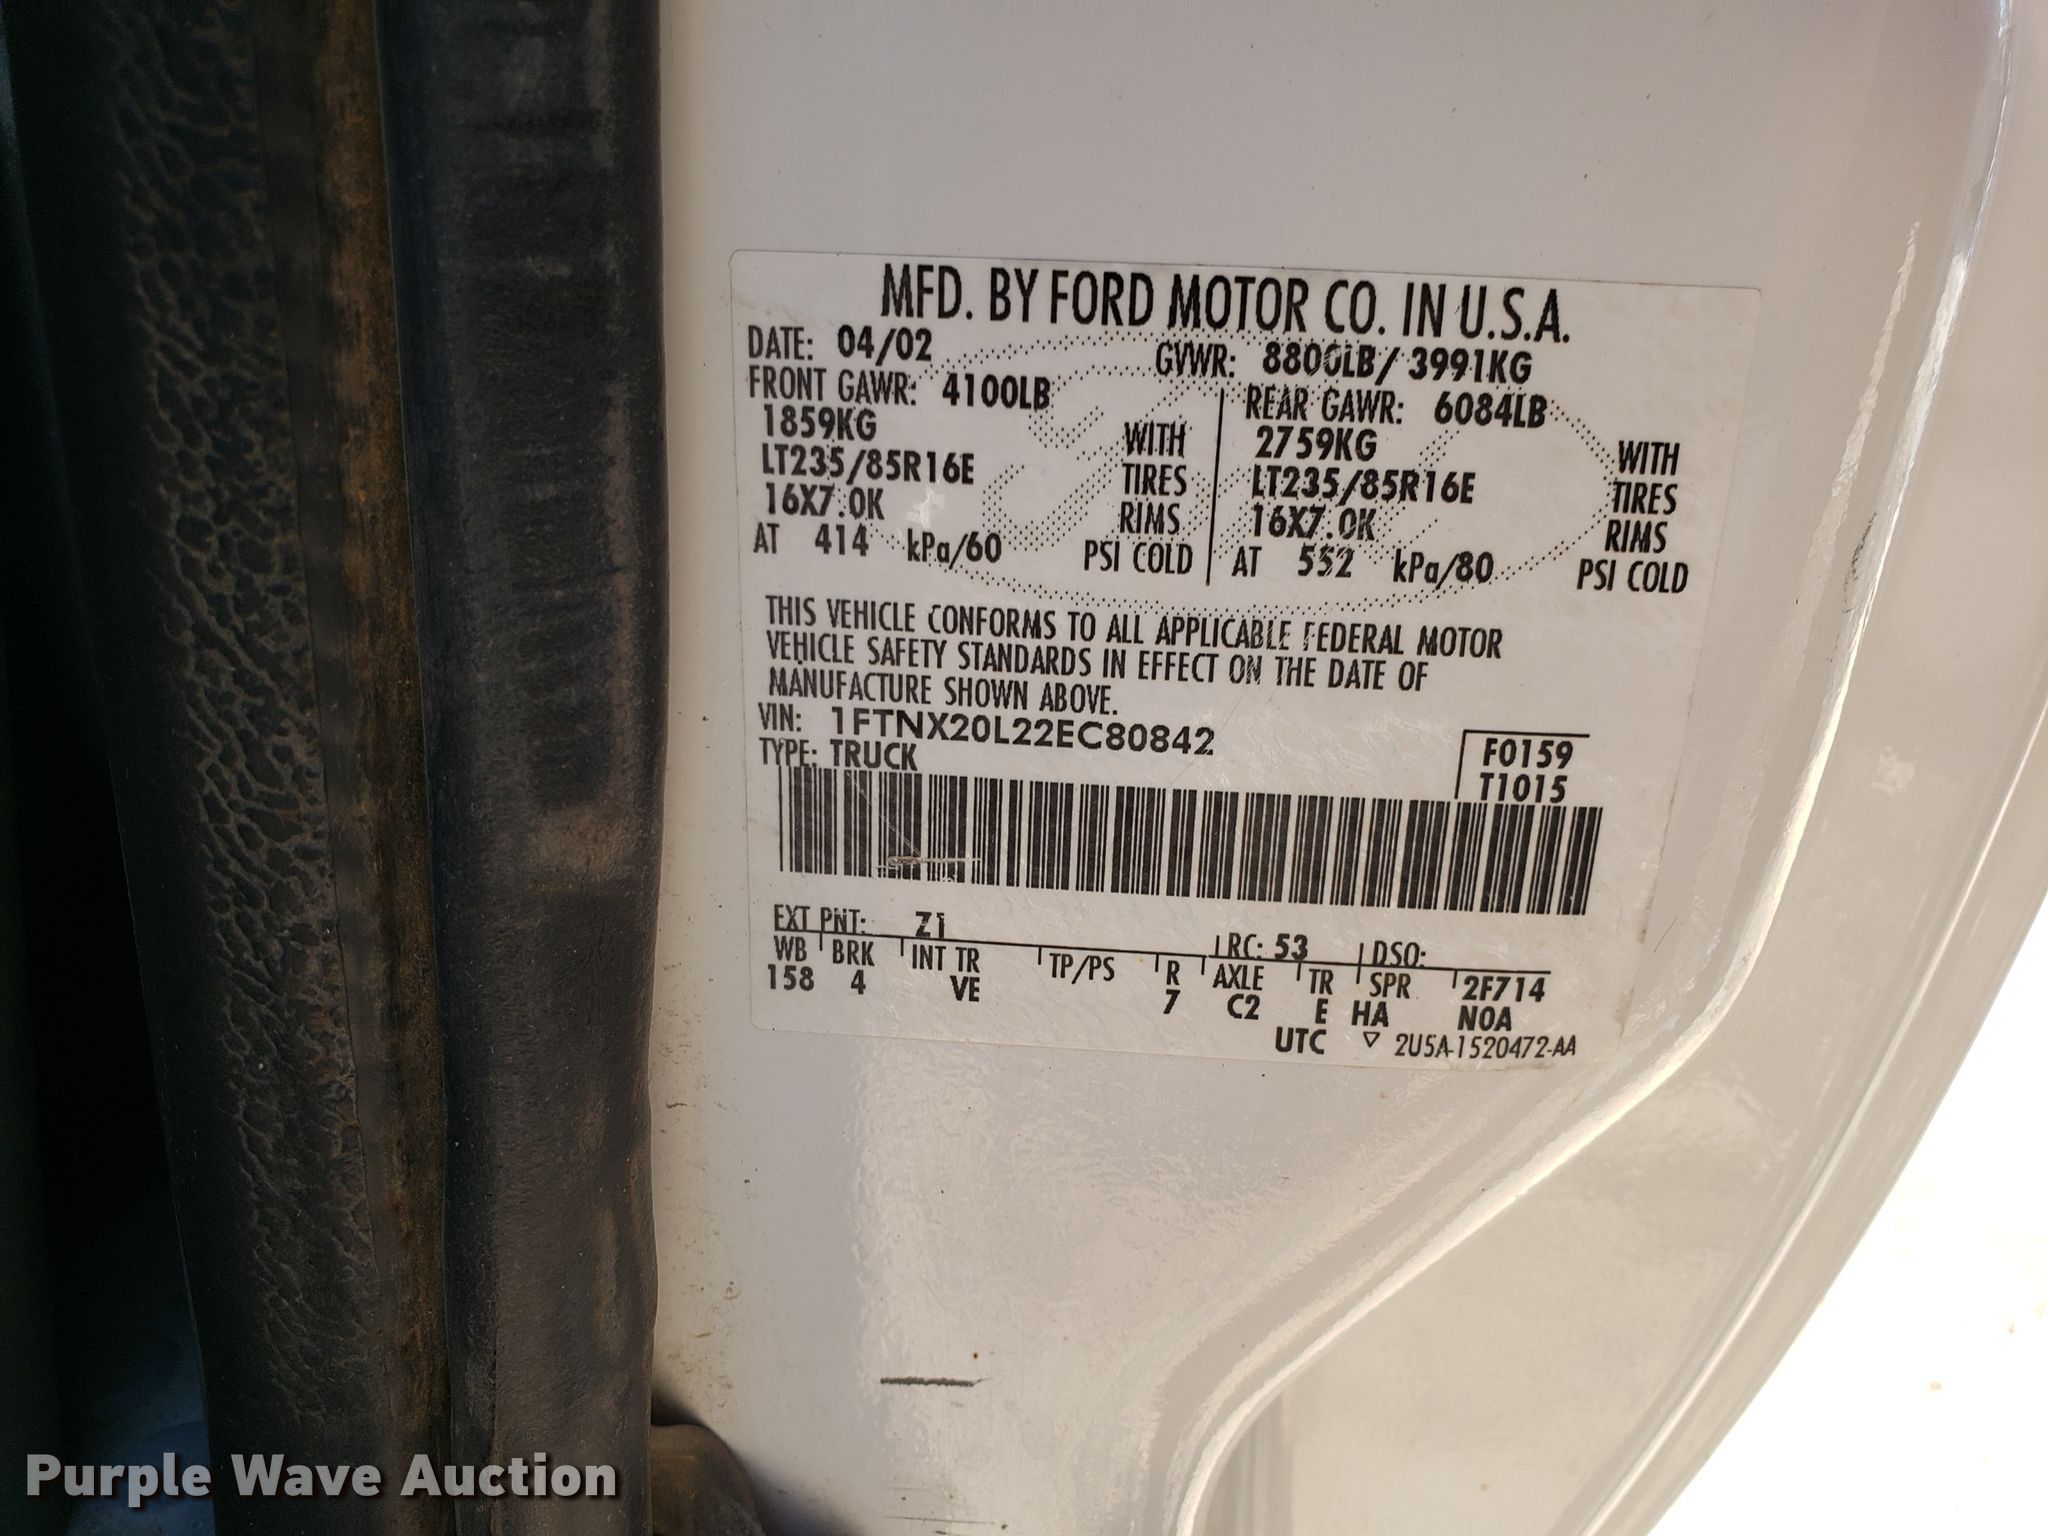 MFD. BY FORD MOTOR CO. IN U.S.A.
DATE: 04/02 GVWR: 8800LB/ 3991KG
FRONT GAWR: 4100LB REAR GAWR: 6084LB
1859KG WITH 2759KG WITH
LT235/85R16E TIRES LT235/85R16E TIRES
16X7.0K RIMS 16X7.0K RIMS
AT 414 kPa/60 PSI COLD AT 552 kPa/80 PSI COLD
THIS VEHICLE CONFORMS TO ALL APPLICABLE FEDERAL MOTOR
VEHICLE SAFETY STANDARDS IN EFFECT ON THE DATE OF
MANUFACTURE SHOWN ABOVE.
VIN: 1FTNX20L22EC80842
TYPE: TRUCK
F0159
T1015
EXT PNT: Z1 RC: 53 DSO:
WB BRK INT TR TP/PS R AXLE TR SPR 2F714
158 4 VE 7 C2 E HA N0A
UTC ▽ 2U5A-1520472-AA
Purple Wave Auction